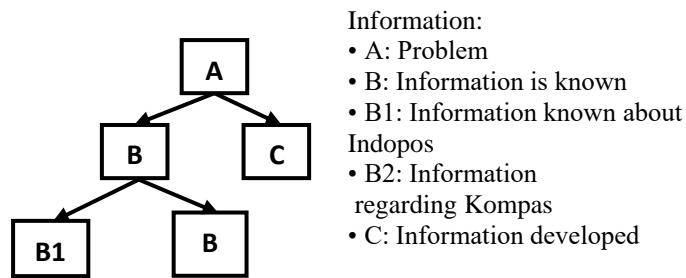 A
B
C
B1
B
Information:
• A: Problem
• B: Information is known
• B1: Information known about
Indopos
• B2: Information
regarding Kompas
• C: Information developed